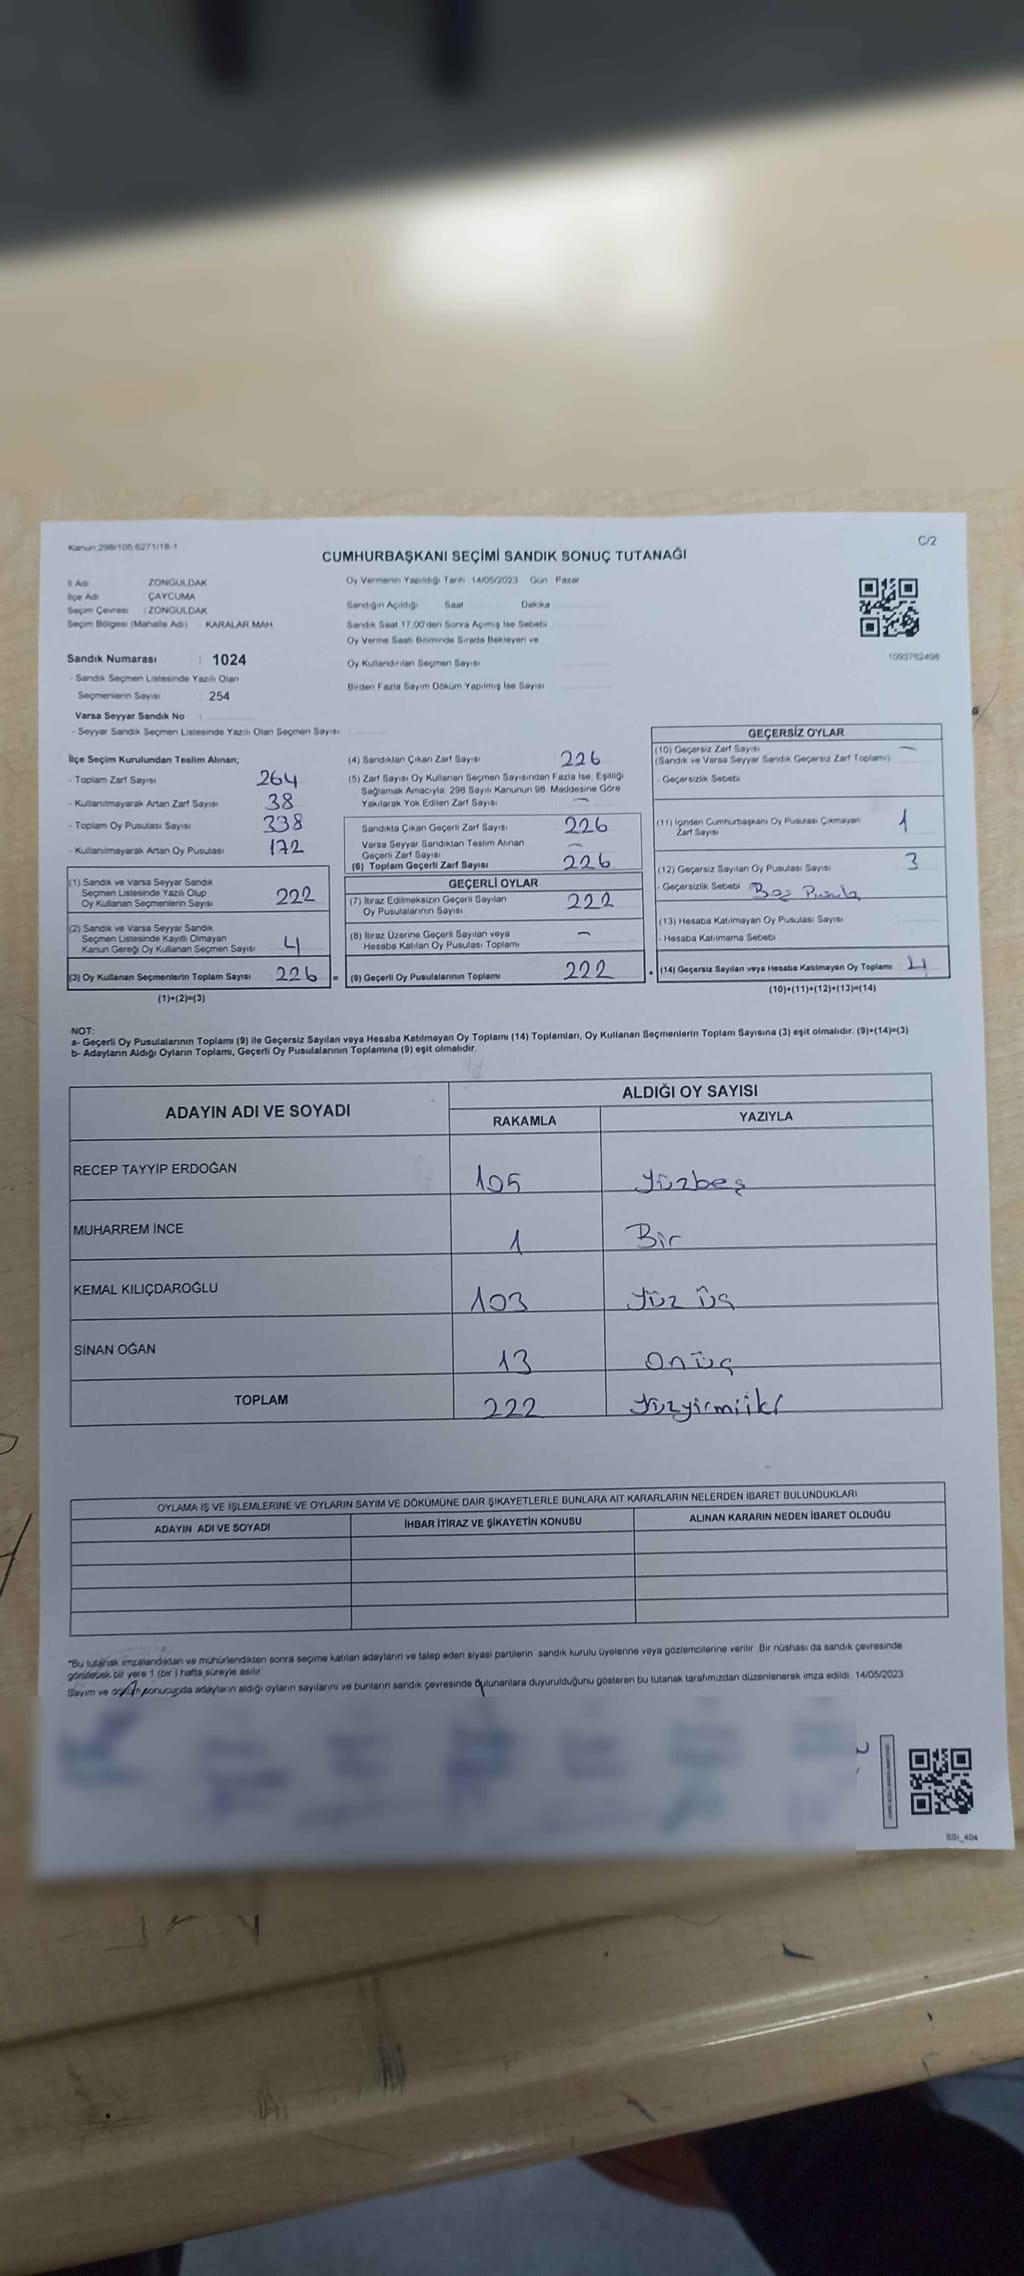 Kanun:298/105,6271/18-1
C/2
CUMHURBAŞKANI SEÇİMİ SANDIK SONUÇ TUTANAĞI
İl Adı ZONGULDAK
İlçe Adı : ÇAYCUMA
Seçim Çevresi : ZONGULDAK
Seçim Bölgesi (Mahalle Adı) : KARALAR MAH.
Sandık Numarası : 1024
- Sandık Seçmen Listesinde Yazılı Olan
Seçmenlerin Sayısı : 254
Varsa Seyyar Sandık No :
- Seyyar Sandık Seçmen Listesinde Yazılı Olan Seçmen Sayısı:
Oy Vermenin Yapıldığı Tarih 14/05/2023 Gün Pazar
Sandığın Açıldığı Saat Dakika
Sandık Saat 17.00'den Sonra Açımış İse Sebebi
Oy Verme Saati Bitiminde Sırada Bekleyen ve
Oy Kullandırılan Seçmen Sayısı
Birden Fazla Sayım Döküm Yapılmış İse Sayısı
1093762498
İlçe Seçim Kurulundan Teslim Alınan;
- Toplam Zarf Sayısı 264
- Kullanılmayarak Artan Zarf Sayısı 38
- Toplam Oy Pusulası Sayısı 338
- Kullanılmayarak Artan Oy Pusulası 172
(1) Sandık ve Varsa Seyyar Sandık
Seçmen Listesinde Yazılı Olup
Oy Kullanan Seçmenlerin Sayısı 222
(2) Sandık ve Varsa Seyyar Sandık
Seçmen Listesinde Kayıtlı Olmayan
Kanun Gereği Oy Kullanan Seçmen Sayısı 4
(3) Oy Kullanan Seçmenlerin Toplam Sayısı 226 =
(1)+(2)=(3)
(4) Sandıktan Çıkan Zarf Sayısı 226
(5) Zarf Sayısı Oy Kullanan Seçmen Sayısından Fazla İse, Eşitliği
Sağlamak Amacıyla, 298 Sayılı Kanunun 98. Maddesine Göre
Yakılarak Yok Edilen Zarf Sayısı –
Sandıkta Çıkan Geçerli Zarf Sayısı 226
Varsa Seyyar Sandıktan Teslim Alınan
Geçerli Zarf Sayısı –
(6) Toplam Geçerli Zarf Sayısı 226
GEÇERLİ OYLAR
(7) İtiraz Edilmeksizin Geçerli Sayılan
Oy Pusulalarının Sayısı 222
(8) İtiraz Üzerine Geçerli Sayılan veya
Hesaba Katılan Oy Pusulası Toplamı –
(9) Geçerli Oy Pusulalarının Toplamı 222 +
GEÇERSİZ OYLAR
(10) Geçersiz Zarf Sayısı –
(Sandık ve Varsa Seyyar Sandık Geçersiz Zarf Toplamı)
- Geçersizlik Sebebi
(11) İçinden Cumhurbaşkanı Oy Pusulası Çıkmayan
Zarf Sayısı 1
(12) Geçersiz Sayılan Oy Pusulası Sayısı 3
- Geçersizlik Sebebi Boş Pusula
(13) Hesaba Katılmayan Oy Pusulası Sayısı
- Hesaba Katılmama Sebebi
(14) Geçersiz Sayılan veya Hesaba Katılmayan Oy Toplamı 4
(10)+(11)+(12)+(13)=(14)
NOT:
a- Geçerli Oy Pusulalarının Toplamı (9) ile Geçersiz Sayılan veya Hesaba Katılmayan Oy Toplamı (14) Toplamları, Oy Kullanan Seçmenlerin Toplam Sayısına (3) eşit olmalıdır. (9)+(14)=(3)
b- Adayların Aldığı Oyların Toplamı, Geçerli Oy Pusulalarının Toplamına (9) eşit olmalıdır.
ADAYIN ADI VE SOYADI
ALDIĞI OY SAYISI
RAKAMLA YAZIYLA
RECEP TAYYİP ERDOĞAN 105 Yüzbeş
MUHARREM İNCE 1 Bir
KEMAL KILIÇDAROĞLU 103 Yüz üç
SİNAN OĞAN 13 Onüç
TOPLAM 222 Yüzyirmiiki
OYLAMA İŞ VE İŞLEMLERİNE VE OYLARIN SAYIM VE DÖKÜMÜNE DAİR ŞİKAYETLERLE BUNLARA AİT KARARLARIN NELERDEN İBARET BULUNDUKLARI
ADAYIN ADI VE SOYADI İHBAR İTİRAZ VE ŞİKAYETİN KONUSU ALINAN KARARIN NEDEN İBARET OLDUĞU
"Bu tutanak imzalandıktan ve mühürlendikten sonra seçime katılan adayların ve talep eden siyasi partilerin sandık kurulu üyelerine veya gözlemcilerine verilir. Bir nüshası da sandık çevresinde
görülebilecek bir yere 1 (bir ) hafta süreyle asılır.
Sayım ve döküm sonucunda adayların aldığı oyların sayılarını ve bunların sandık çevresinde bulunanlara duyurulduğunu gösteren bu tutanak tarafımızdan düzenlenerek imza edildi. 14/05/2023
SSI_404